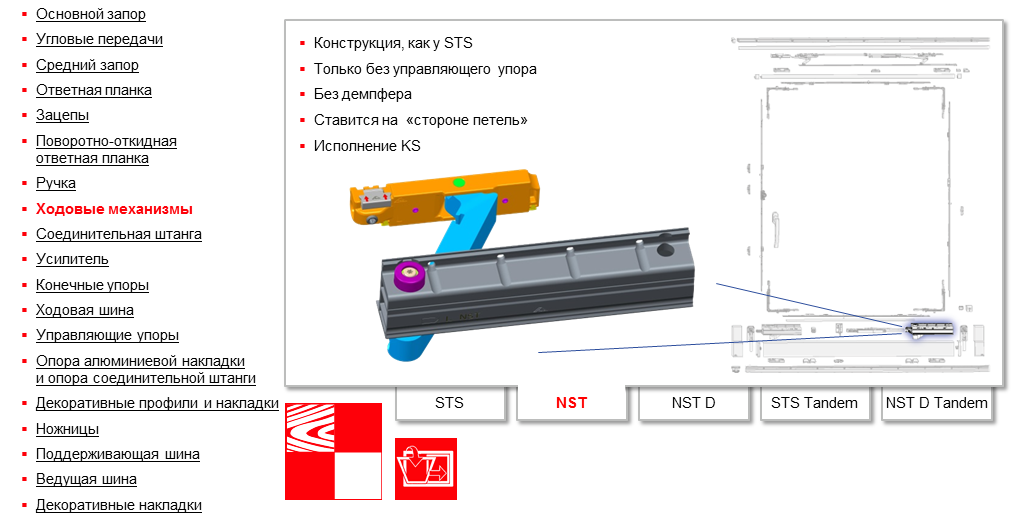 Основной запор
Угловые передачи
Средний запор
Ответная планка
Зацепы
Поворотно-откидная
ответная планка
Ручка
Ходовые механизмы
Соединительная штанга
Усилитель
Конечные упоры
Ходовая шина
Управляющие упоры
Опора алюминиевой накладки
и опора соединительной штанги
Декоративные профили и накладки
Ножницы
Поддерживающая шина
Ведущая шина
Декоративные накладки
Конструкция, как у STS
Только без управляющего упора
Без демпфера
Ставится на «стороне петель»
Исполнение KS
STS
NST
NST D
STS Tandem
NST D Tandem